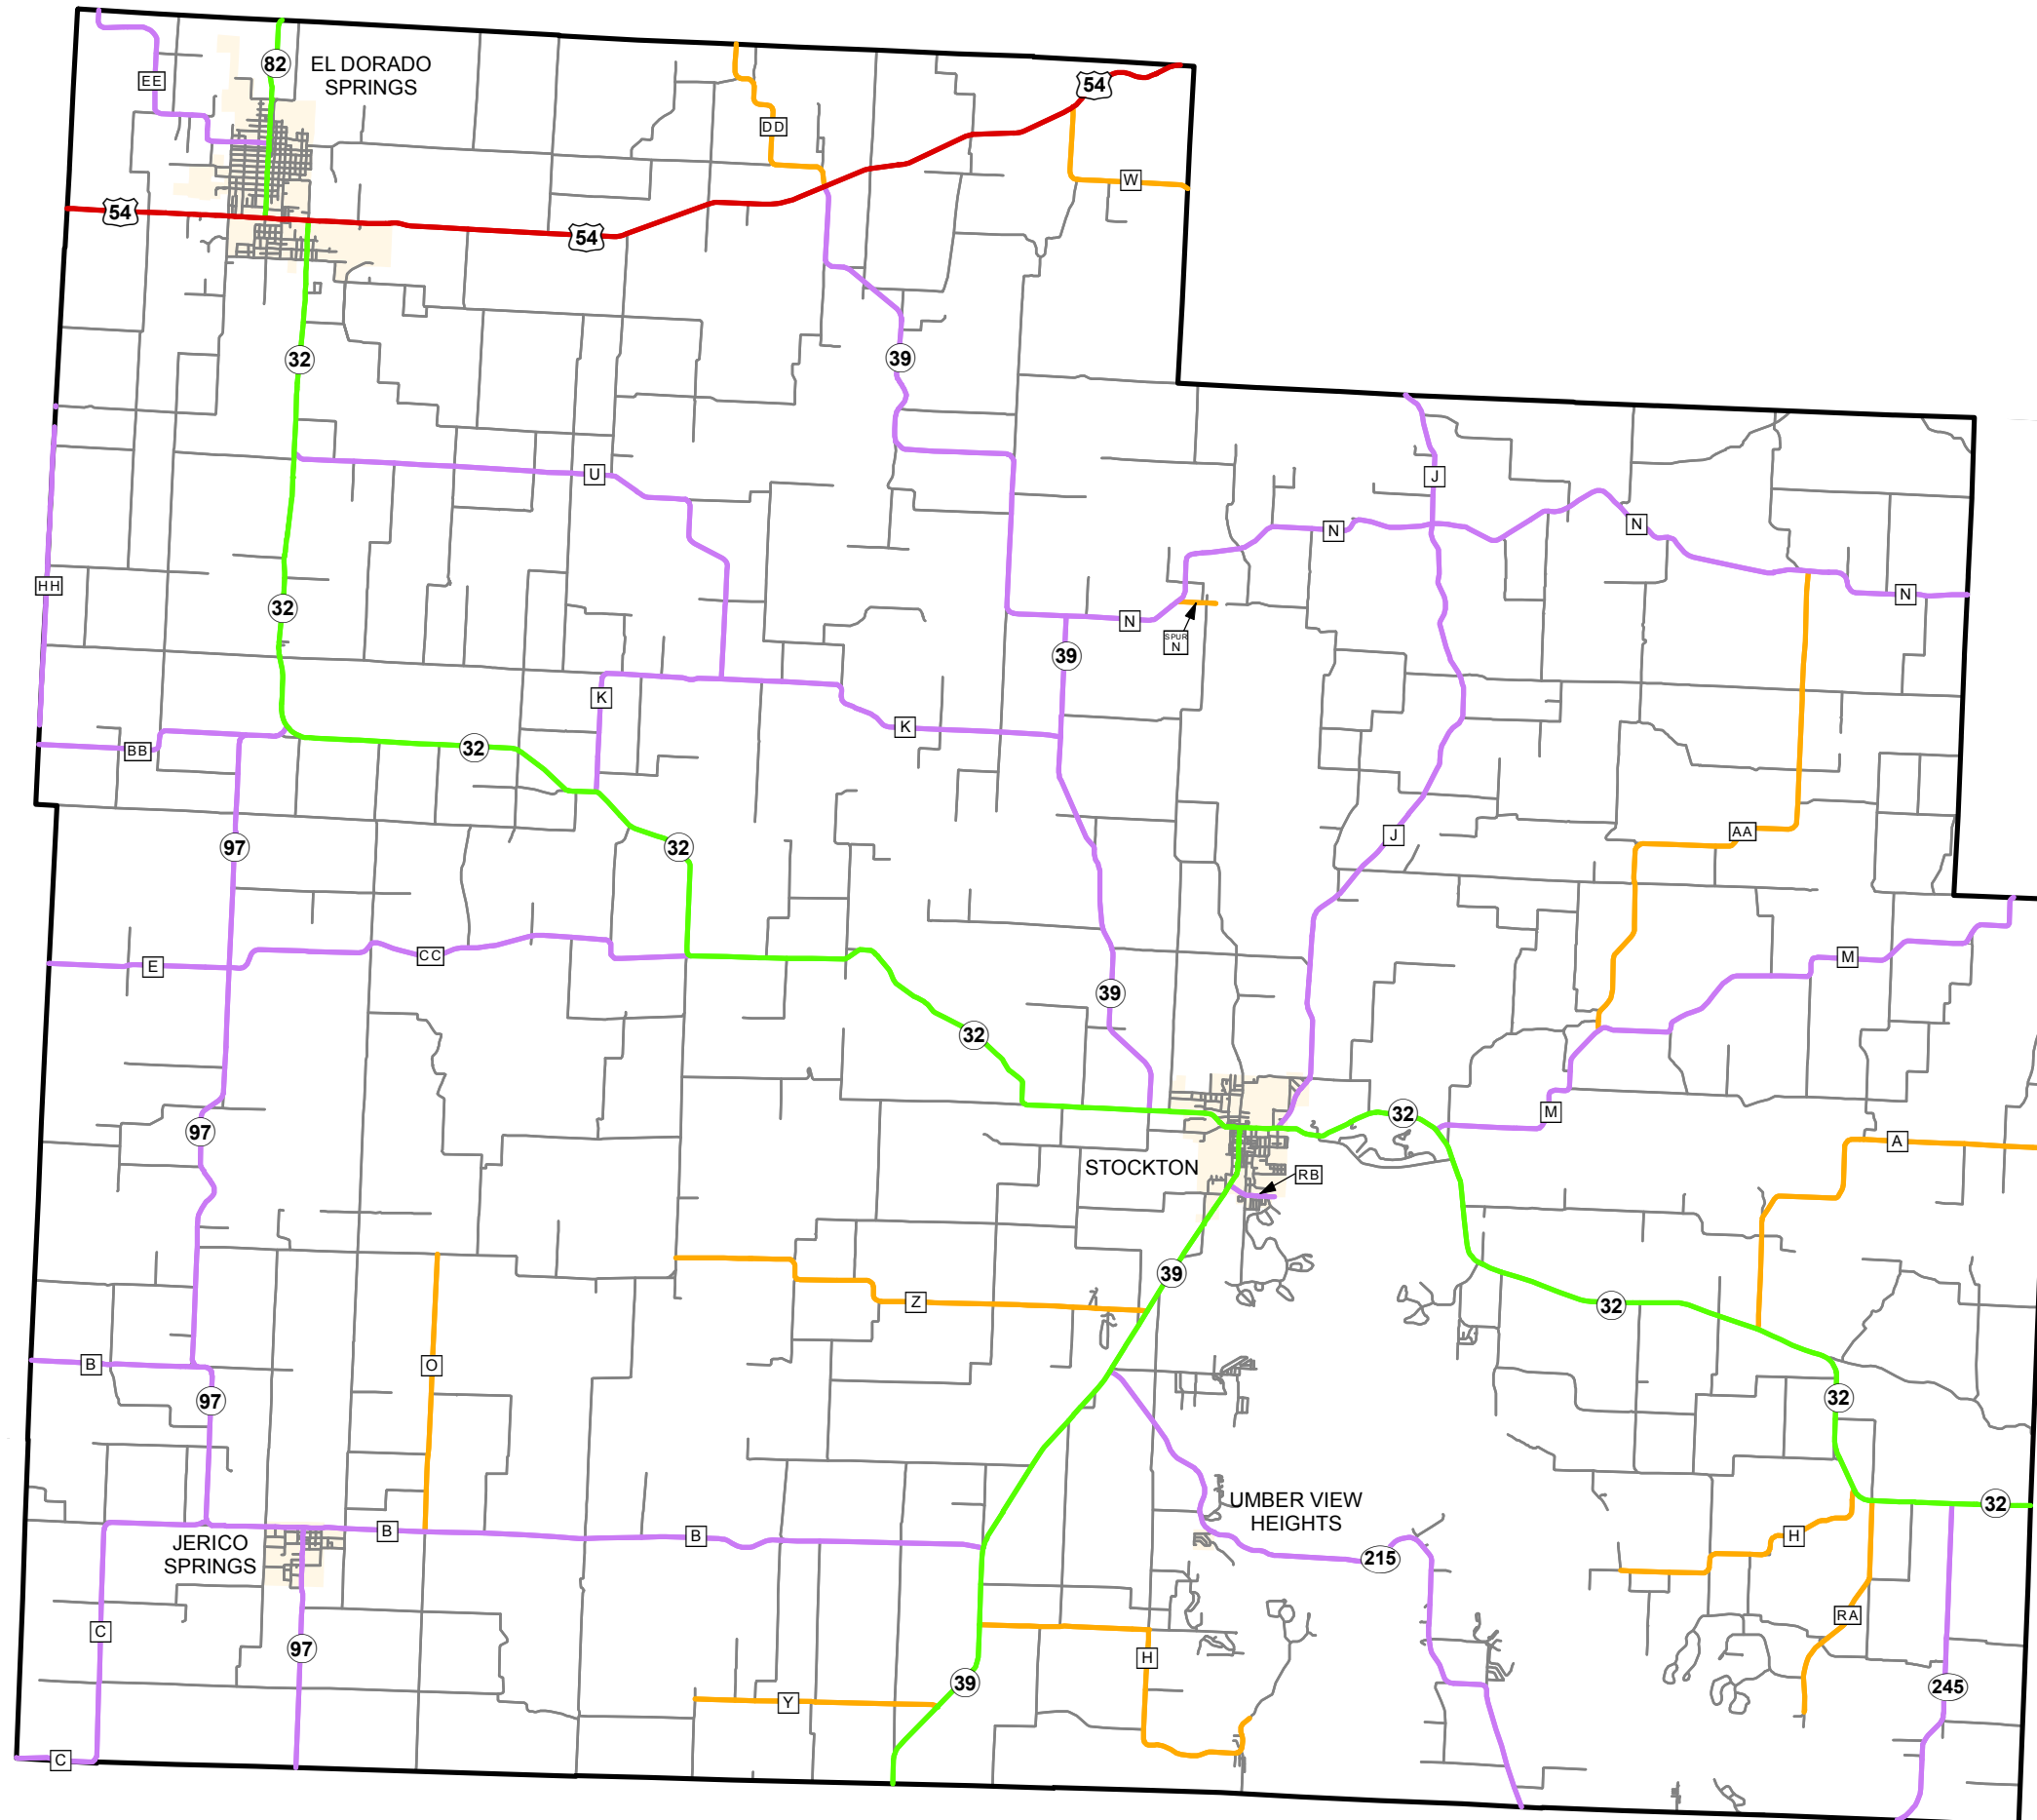 82
EL DORADO
SPRINGS
EE
54
DD
W
54
54
32
39
U
J
N
N
HH
32
N
N
SPUR
N
39
K
K
BB
32
97
32
J
AA
E
CC
M
39
32
97
32
M
A
STOCKTON
RB
39
Z
32
B
O
97
32
UMBER VIEW
HEIGHTS
32
B
B
H
JERICO
SPRINGS
215
C
97
RA
H
39
245
Y
C